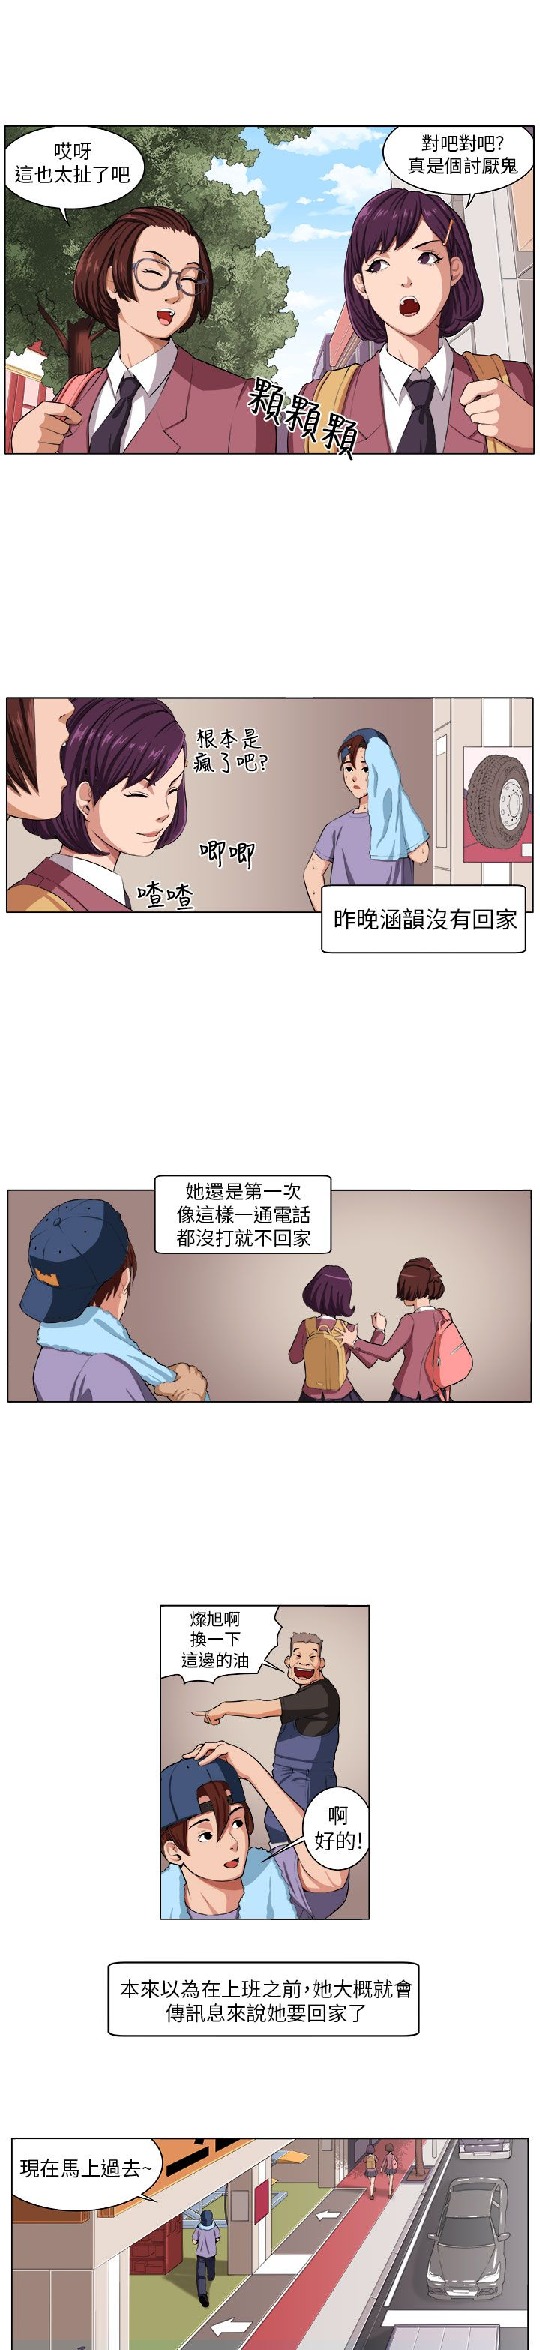 哎呀
這也太扯了吧
對吧對吧?
真是個討厭鬼
顆顆顆
根本是
瘋了吧?
唧唧
喳喳
昨晚涵韻沒有回家
她還是第一次
像這樣一通電話
都沒打就不回家
燦旭啊
換一下
這邊的油
啊
好的!
本來以為在上班之前,她大概就會
傳訊息來說她要回家了
現在馬上過去~